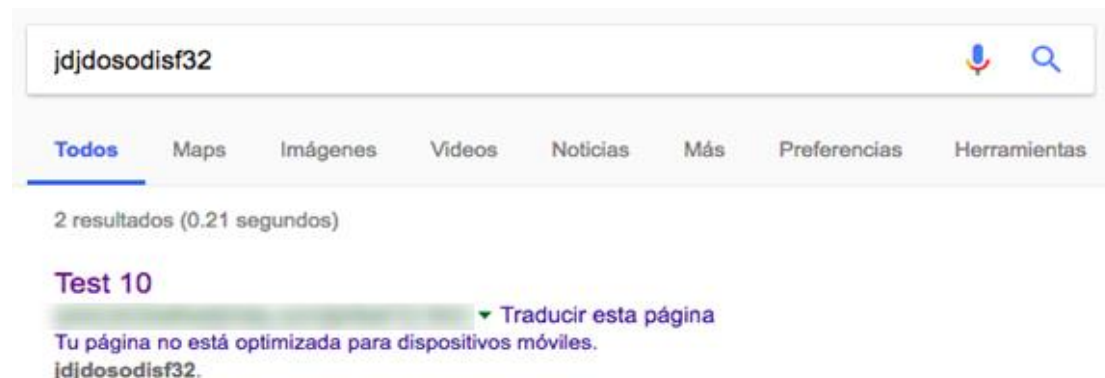 jdjdosodisf32
Todos Maps Imágenes Videos Noticias Más Preferencias Herramientas
2 resultados (0.21 segundos)
Test 10
Traducir esta página
Tu página no está optimizada para dispositivos móviles.
jdjdosodisf32.